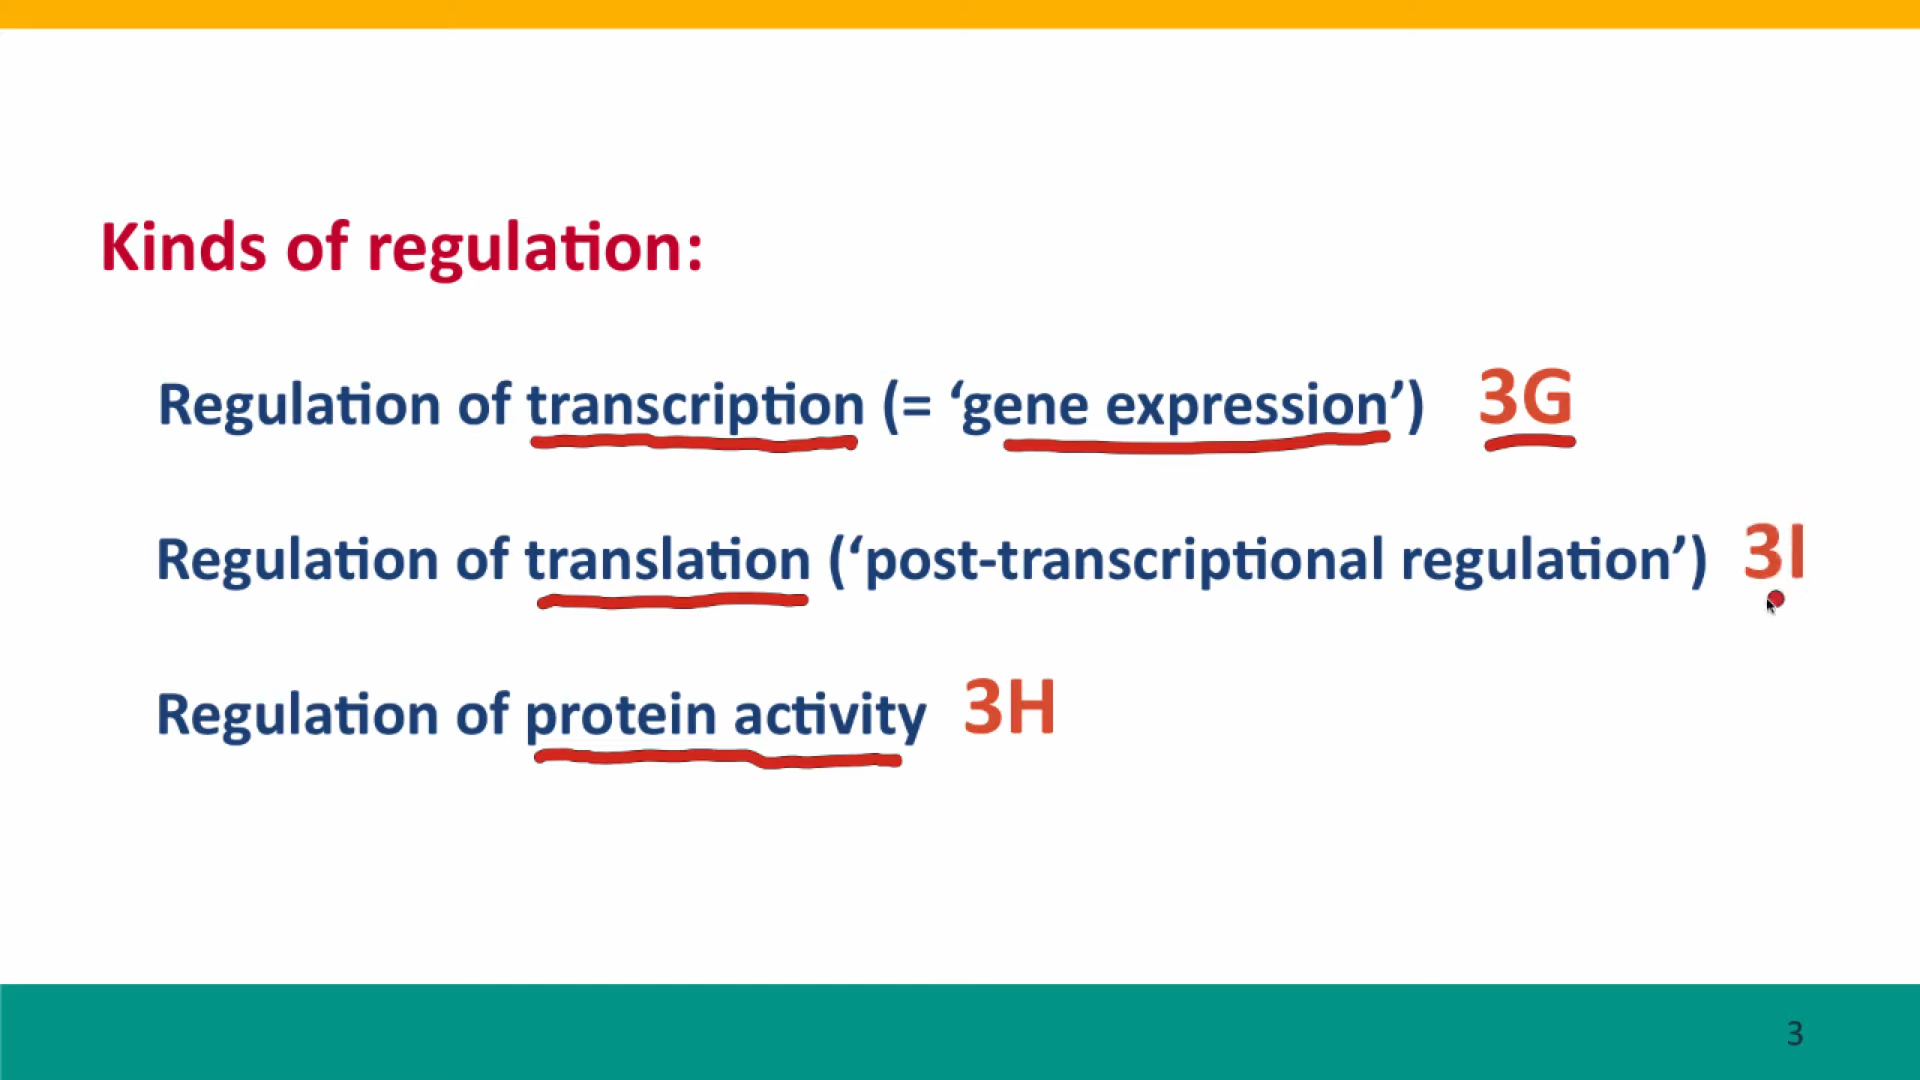 Kinds of regulation:
Regulation of transcription (= ‘gene expression’) 3G
Regulation of translation (‘post-transcriptional regulation’) 3I
Regulation of protein activity 3H
3